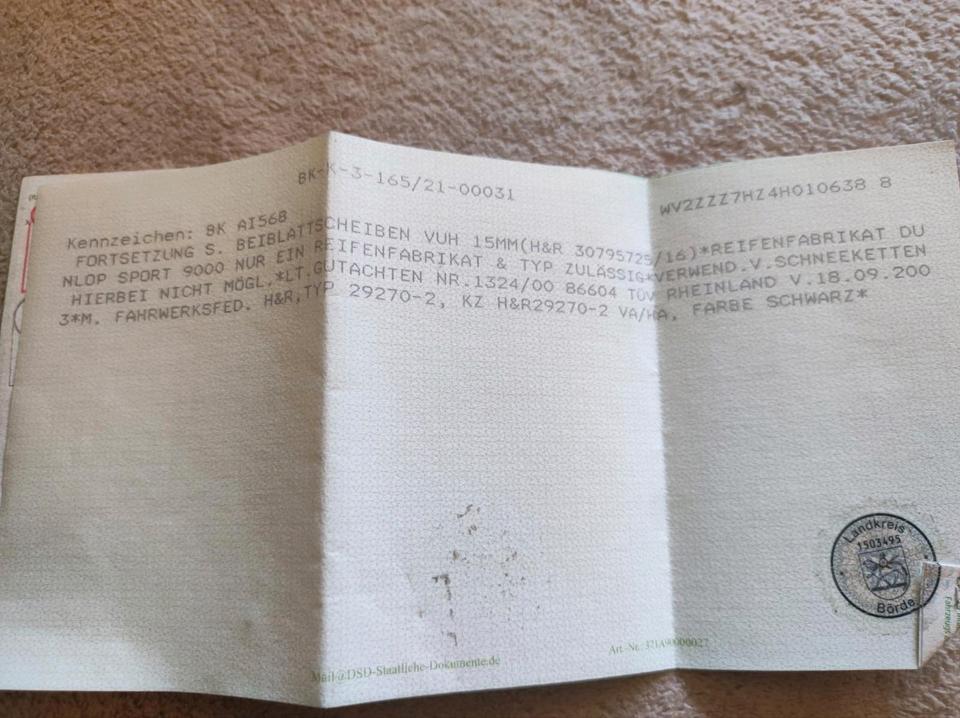 BK-K-3-165/21-00031
WV2ZZZ7HZ4H010638 8
Kennzeichen: BK AI568
FORTSETZUNG S. BEIBLATTSCHEIBEN VUH 15MM(H&R 30795725/16)*REIFENFABRIKAT DU
NLOP SPORT 9000 NUR EIN REIFENFABRIKAT & TYP ZULÄSSIG*VERWEND.V.SCHNEEKETTEN
HIERBEI NICHT MÖGL.*LT.GUTACHTEN NR.1324/00 86604 TÜV RHEINLAND V.18.09.200
3*M. FAHRWERKSFED. H&R,TYP 29270-2, KZ H&R29270-2 VA/HA, FARBE SCHWARZ*
Landkreis
1503495
Börde
Mail@DSD-Staatliche-Dokumente.de
Art.-Nr.: 321A90000027